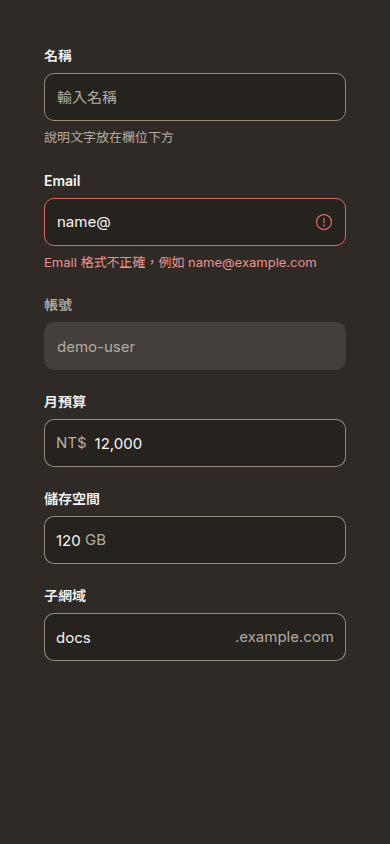 名稱
輸入名稱
說明文字放在欄位下方
Email
name@
Email 格式不正確，例如 name@example.com
帳號
demo-user
月預算
NT$ 12,000
儲存空間
120 GB
子網域
docs .example.com